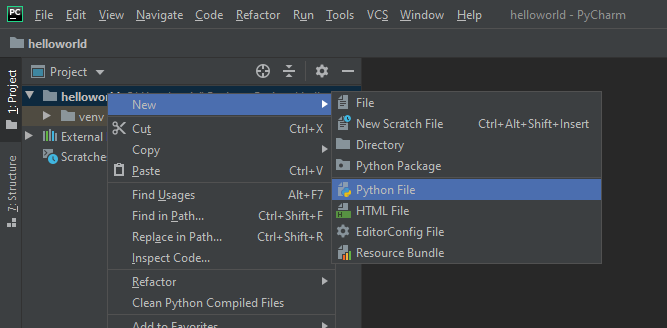 PC File Edit View Navigate Code Refactor Run Tools VCS Window Help helloworld - PyCharm
helloworld
1: Project
Project
helloworld
venv
External
Scratches
7: Structure
New
Cut Ctrl+X
Copy
Paste Ctrl+V
Find Usages Alt+F7
Find in Path... Ctrl+Shift+F
Replace in Path... Ctrl+Shift+R
Inspect Code...
Refactor
Clean Python Compiled Files
Add to Favorites
File
New Scratch File Ctrl+Alt+Shift+Insert
Directory
Python Package
Python File
HTML File
EditorConfig File
Resource Bundle